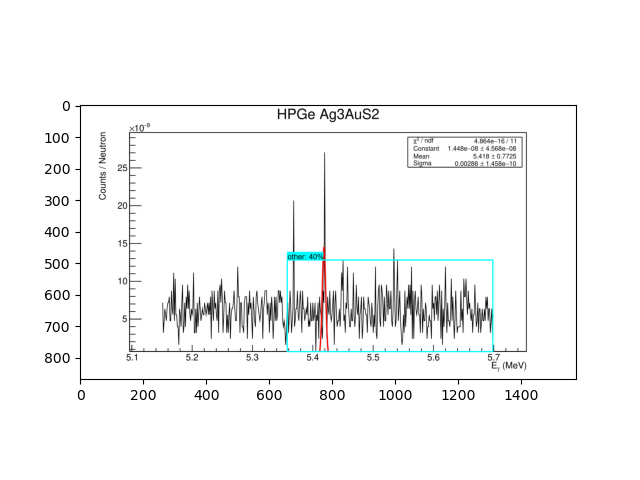 HPGe Ag3AuS2
×10⁻⁹
Counts / Neutron
χ² / ndf 4.864e−16 / 11
Constant 1.448e−08 ± 4.568e−08
Mean 5.418 ± 0.7725
Sigma 0.00288 ± 1.458e−10
other: 40%
25
20
15
10
5
5.1 5.2 5.3 5.4 5.5 5.6 5.7
Eγ (MeV)
0
100
200
300
400
500
600
700
800
0 200 400 600 800 1000 1200 1400